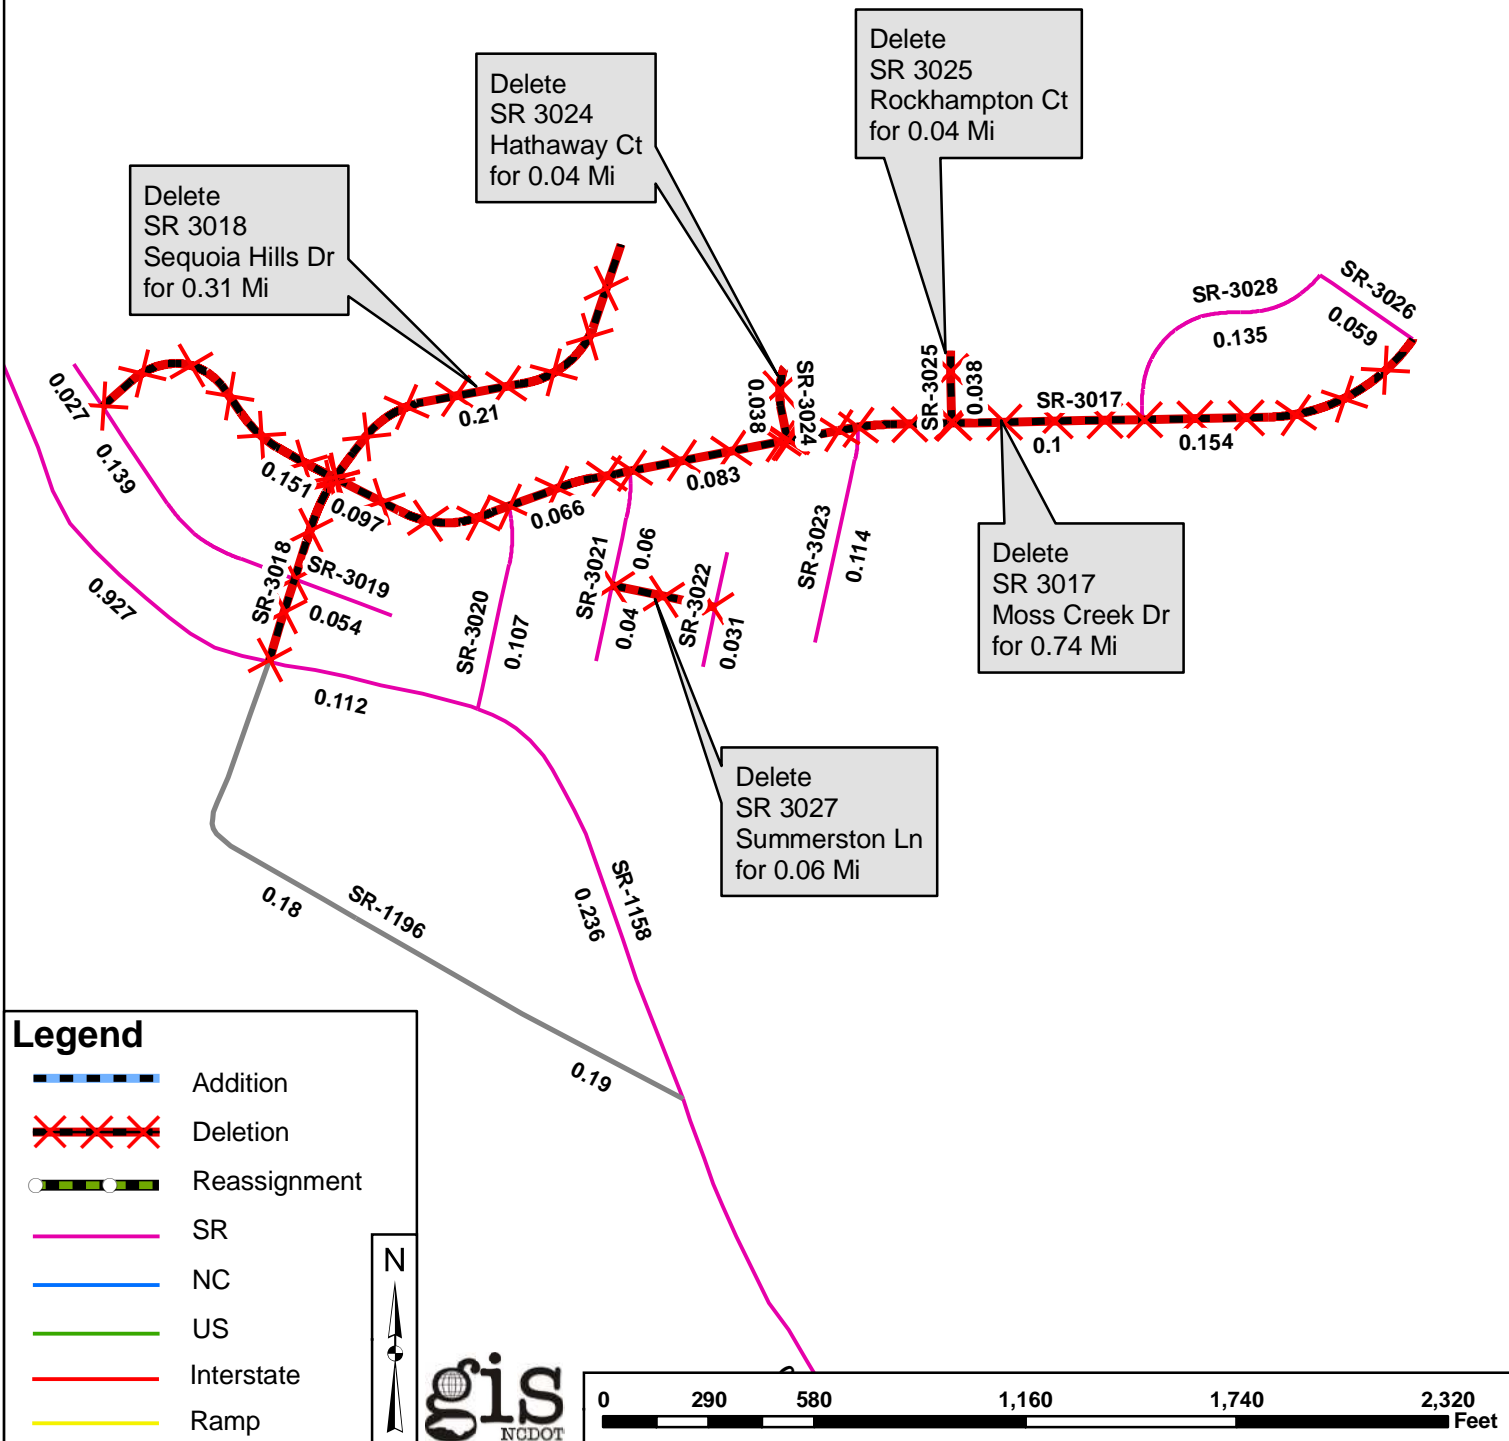 Delete
SR 3025
Rockhampton Ct
for 0.04 Mi
Delete
SR 3024
Hathaway Ct
for 0.04 Mi
Delete
SR 3018
Sequoia Hills Dr
for 0.31 Mi
SR-3028
0.135
SR-3026
0.059
SR-3025
0.038
SR-3024
0.038
SR-3017
0.1
0.154
0.21
0.027
0.139
0.151
0.097
0.066
0.083
SR-3018
SR-3019
0.054
0.927
0.112
SR-3020
0.107
SR-3021
0.06
0.04
SR-3022
0.031
SR-3023
0.114
Delete
SR 3017
Moss Creek Dr
for 0.74 Mi
Delete
SR 3027
Summerston Ln
for 0.06 Mi
SR-1196
0.18
0.19
SR-1158
0.236
Legend
Addition
Deletion
Reassignment
SR
NC
US
Interstate
Ramp
N
gis
NCDOT
0 290 580 1,160 1,740 2,320
Feet